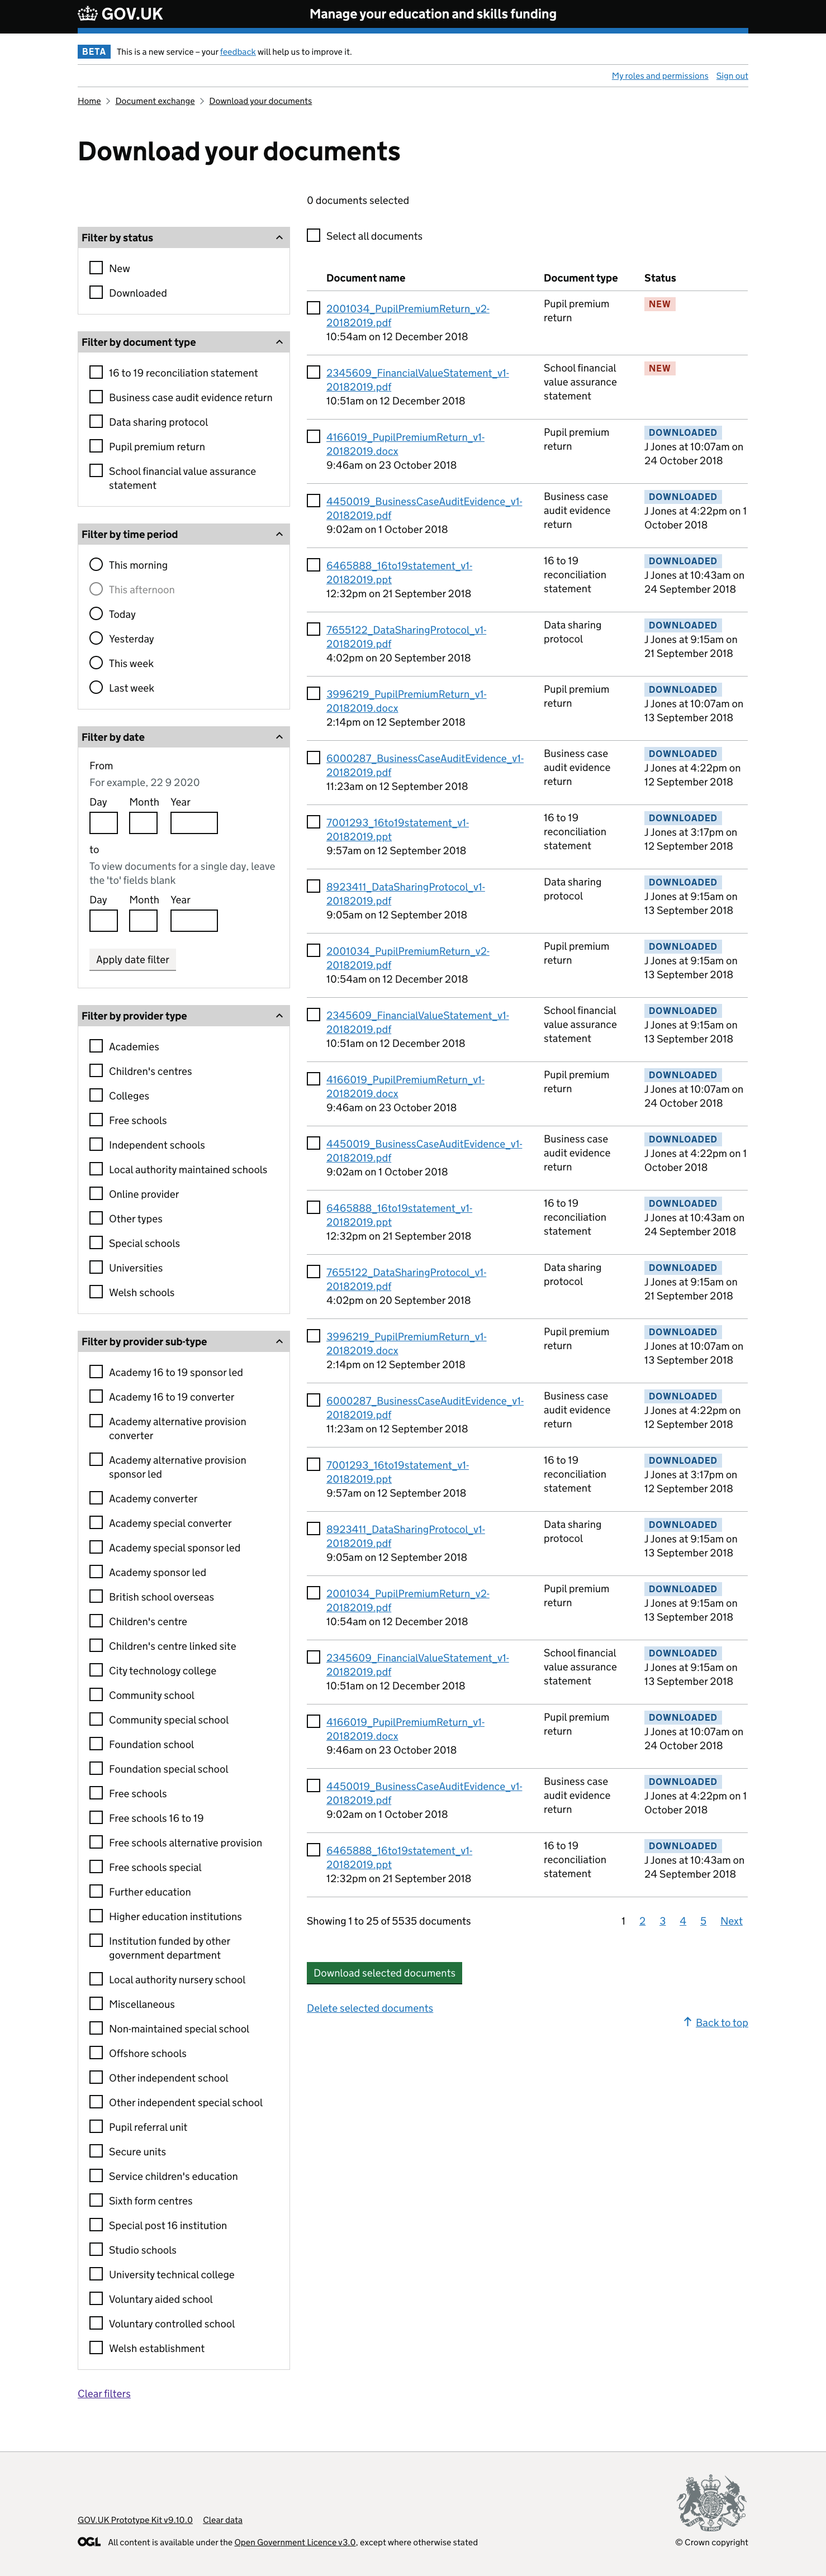 GOV.UK
Manage your education and skills funding
BETA
This is a new service – your feedback will help us to improve it.
My roles and permissions
Sign out
Home
Document exchange
Download your documents
Download your documents
0 documents selected
Filter by status
New
Downloaded
Filter by document type
16 to 19 reconciliation statement
Business case audit evidence return
Data sharing protocol
Pupil premium return
School financial value assurance
statement
Filter by time period
This morning
This afternoon
Today
Yesterday
This week
Last week
Filter by date
From
For example, 22 9 2020
Day Month Year
to
To view documents for a single day, leave
the 'to' fields blank
Day Month Year
Apply date filter
Filter by provider type
Academies
Children's centres
Colleges
Free schools
Independent schools
Local authority maintained schools
Online provider
Other types
Special schools
Universities
Welsh schools
Filter by provider sub-type
Academy 16 to 19 sponsor led
Academy 16 to 19 converter
Academy alternative provision
converter
Academy alternative provision
sponsor led
Academy converter
Academy special converter
Academy special sponsor led
Academy sponsor led
British school overseas
Children's centre
Children's centre linked site
City technology college
Community school
Community special school
Foundation school
Foundation special school
Free schools
Free schools 16 to 19
Free schools alternative provision
Free schools special
Further education
Higher education institutions
Institution funded by other
government department
Local authority nursery school
Miscellaneous
Non-maintained special school
Offshore schools
Other independent school
Other independent special school
Pupil referral unit
Secure units
Service children's education
Sixth form centres
Special post 16 institution
Studio schools
University technical college
Voluntary aided school
Voluntary controlled school
Welsh establishment
Clear filters
Select all documents
Document name Document type Status
2001034_PupilPremiumReturn_v2-
20182019.pdf
10:54am on 12 December 2018
Pupil premium
return
NEW
2345609_FinancialValueStatement_v1-
20182019.pdf
10:51am on 12 December 2018
School financial
value assurance
statement
NEW
4166019_PupilPremiumReturn_v1-
20182019.docx
9:46am on 23 October 2018
Pupil premium
return
DOWNLOADED
J Jones at 10:07am on
24 October 2018
4450019_BusinessCaseAuditEvidence_v1-
20182019.pdf
9:02am on 1 October 2018
Business case
audit evidence
return
DOWNLOADED
J Jones at 4:22pm on 1
October 2018
6465888_16to19statement_v1-
20182019.ppt
12:32pm on 21 September 2018
16 to 19
reconciliation
statement
DOWNLOADED
J Jones at 10:43am on
24 September 2018
7655122_DataSharingProtocol_v1-
20182019.pdf
4:02pm on 20 September 2018
Data sharing
protocol
DOWNLOADED
J Jones at 9:15am on
21 September 2018
3996219_PupilPremiumReturn_v1-
20182019.docx
2:14pm on 12 September 2018
Pupil premium
return
DOWNLOADED
J Jones at 10:07am on
13 September 2018
6000287_BusinessCaseAuditEvidence_v1-
20182019.pdf
11:23am on 12 September 2018
Business case
audit evidence
return
DOWNLOADED
J Jones at 4:22pm on
12 September 2018
7001293_16to19statement_v1-
20182019.ppt
9:57am on 12 September 2018
16 to 19
reconciliation
statement
DOWNLOADED
J Jones at 3:17pm on
12 September 2018
8923411_DataSharingProtocol_v1-
20182019.pdf
9:05am on 12 September 2018
Data sharing
protocol
DOWNLOADED
J Jones at 9:15am on
13 September 2018
2001034_PupilPremiumReturn_v2-
20182019.pdf
10:54am on 12 December 2018
Pupil premium
return
DOWNLOADED
J Jones at 9:15am on
13 September 2018
2345609_FinancialValueStatement_v1-
20182019.pdf
10:51am on 12 December 2018
School financial
value assurance
statement
DOWNLOADED
J Jones at 9:15am on
13 September 2018
4166019_PupilPremiumReturn_v1-
20182019.docx
9:46am on 23 October 2018
Pupil premium
return
DOWNLOADED
J Jones at 10:07am on
24 October 2018
4450019_BusinessCaseAuditEvidence_v1-
20182019.pdf
9:02am on 1 October 2018
Business case
audit evidence
return
DOWNLOADED
J Jones at 4:22pm on 1
October 2018
6465888_16to19statement_v1-
20182019.ppt
12:32pm on 21 September 2018
16 to 19
reconciliation
statement
DOWNLOADED
J Jones at 10:43am on
24 September 2018
7655122_DataSharingProtocol_v1-
20182019.pdf
4:02pm on 20 September 2018
Data sharing
protocol
DOWNLOADED
J Jones at 9:15am on
21 September 2018
3996219_PupilPremiumReturn_v1-
20182019.docx
2:14pm on 12 September 2018
Pupil premium
return
DOWNLOADED
J Jones at 10:07am on
13 September 2018
6000287_BusinessCaseAuditEvidence_v1-
20182019.pdf
11:23am on 12 September 2018
Business case
audit evidence
return
DOWNLOADED
J Jones at 4:22pm on
12 September 2018
7001293_16to19statement_v1-
20182019.ppt
9:57am on 12 September 2018
16 to 19
reconciliation
statement
DOWNLOADED
J Jones at 3:17pm on
12 September 2018
8923411_DataSharingProtocol_v1-
20182019.pdf
9:05am on 12 September 2018
Data sharing
protocol
DOWNLOADED
J Jones at 9:15am on
13 September 2018
2001034_PupilPremiumReturn_v2-
20182019.pdf
10:54am on 12 December 2018
Pupil premium
return
DOWNLOADED
J Jones at 9:15am on
13 September 2018
2345609_FinancialValueStatement_v1-
20182019.pdf
10:51am on 12 December 2018
School financial
value assurance
statement
DOWNLOADED
J Jones at 9:15am on
13 September 2018
4166019_PupilPremiumReturn_v1-
20182019.docx
9:46am on 23 October 2018
Pupil premium
return
DOWNLOADED
J Jones at 10:07am on
24 October 2018
4450019_BusinessCaseAuditEvidence_v1-
20182019.pdf
9:02am on 1 October 2018
Business case
audit evidence
return
DOWNLOADED
J Jones at 4:22pm on 1
October 2018
6465888_16to19statement_v1-
20182019.ppt
12:32pm on 21 September 2018
16 to 19
reconciliation
statement
DOWNLOADED
J Jones at 10:43am on
24 September 2018
Showing 1 to 25 of 5535 documents
1 2 3 4 5 Next
Download selected documents
Delete selected documents
Back to top
GOV.UK Prototype Kit v9.10.0
Clear data
OGL
All content is available under the Open Government Licence v3.0, except where otherwise stated
© Crown copyright